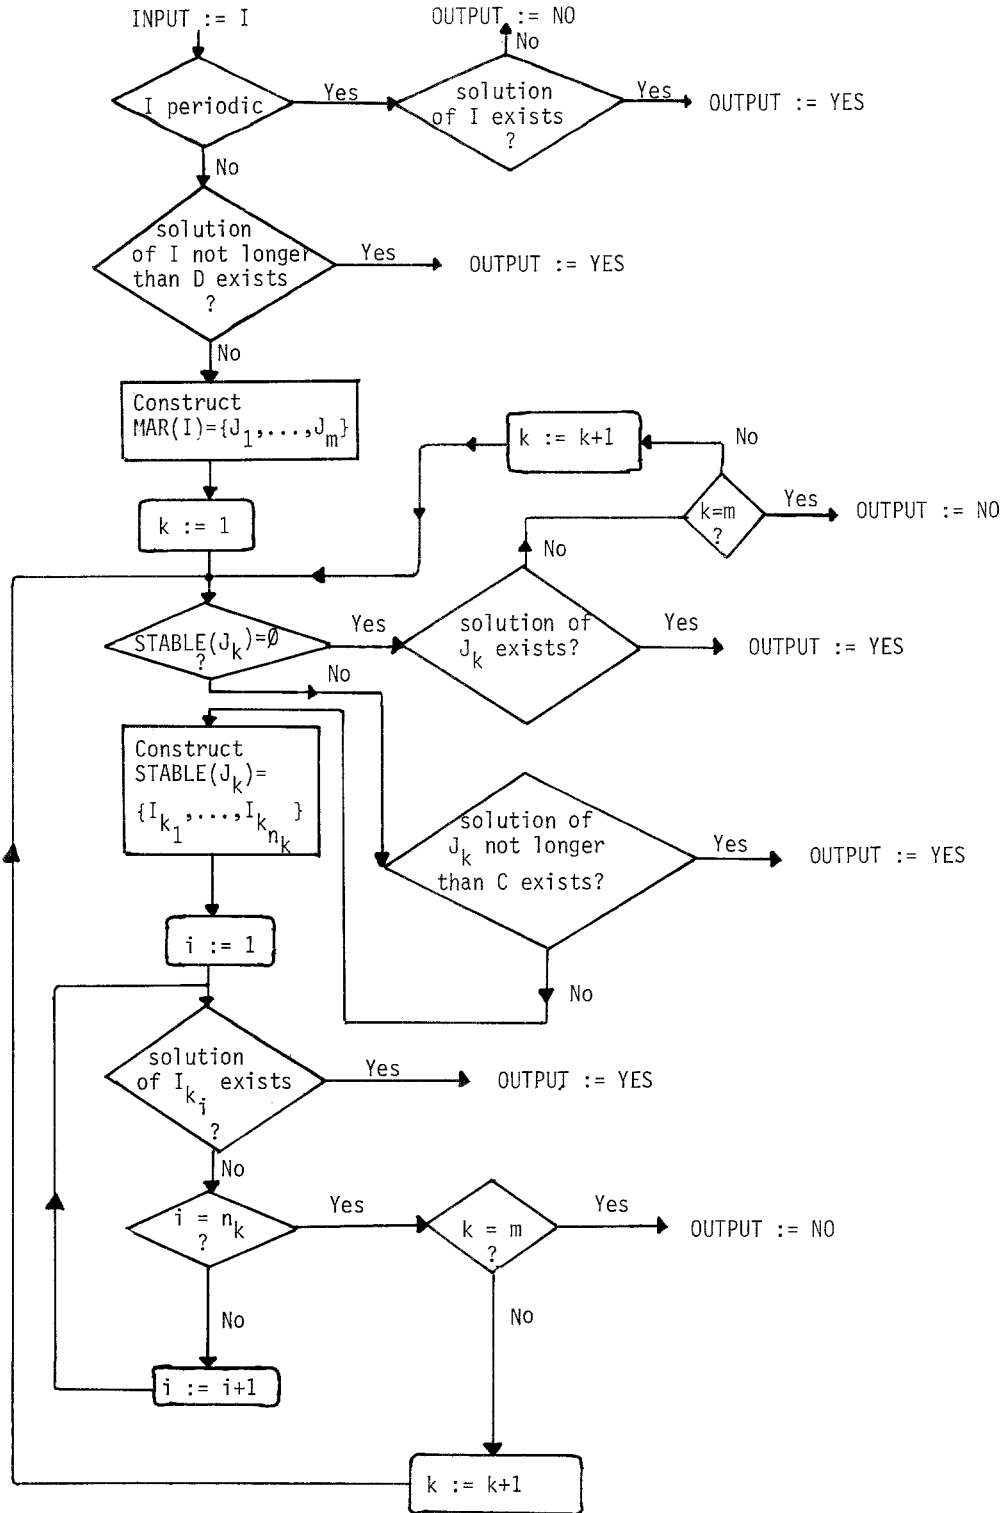 INPUT := I
OUTPUT := NO
No
I periodic
Yes
solution
of I exists
?
Yes
OUTPUT := YES
No
solution
of I not longer
than D exists
?
Yes
OUTPUT := YES
No
Construct
MAR(I)={J1,...,Jm}
k := k+1
No
k := 1
k=m
?
Yes
OUTPUT := NO
No
STABLE(Jk)=∅
?
Yes
solution of
Jk exists?
Yes
OUTPUT := YES
No
Construct
STABLE(Jk)=
{Ik1,...,Iknk}
solution of
Jk not longer
than C exists?
Yes
OUTPUT := YES
No
i := 1
solution
of Iki exists
?
Yes
OUTPUT := YES
No
i = nk
?
Yes
k = m
?
Yes
OUTPUT := NO
No
No
i := i+1
k := k+1